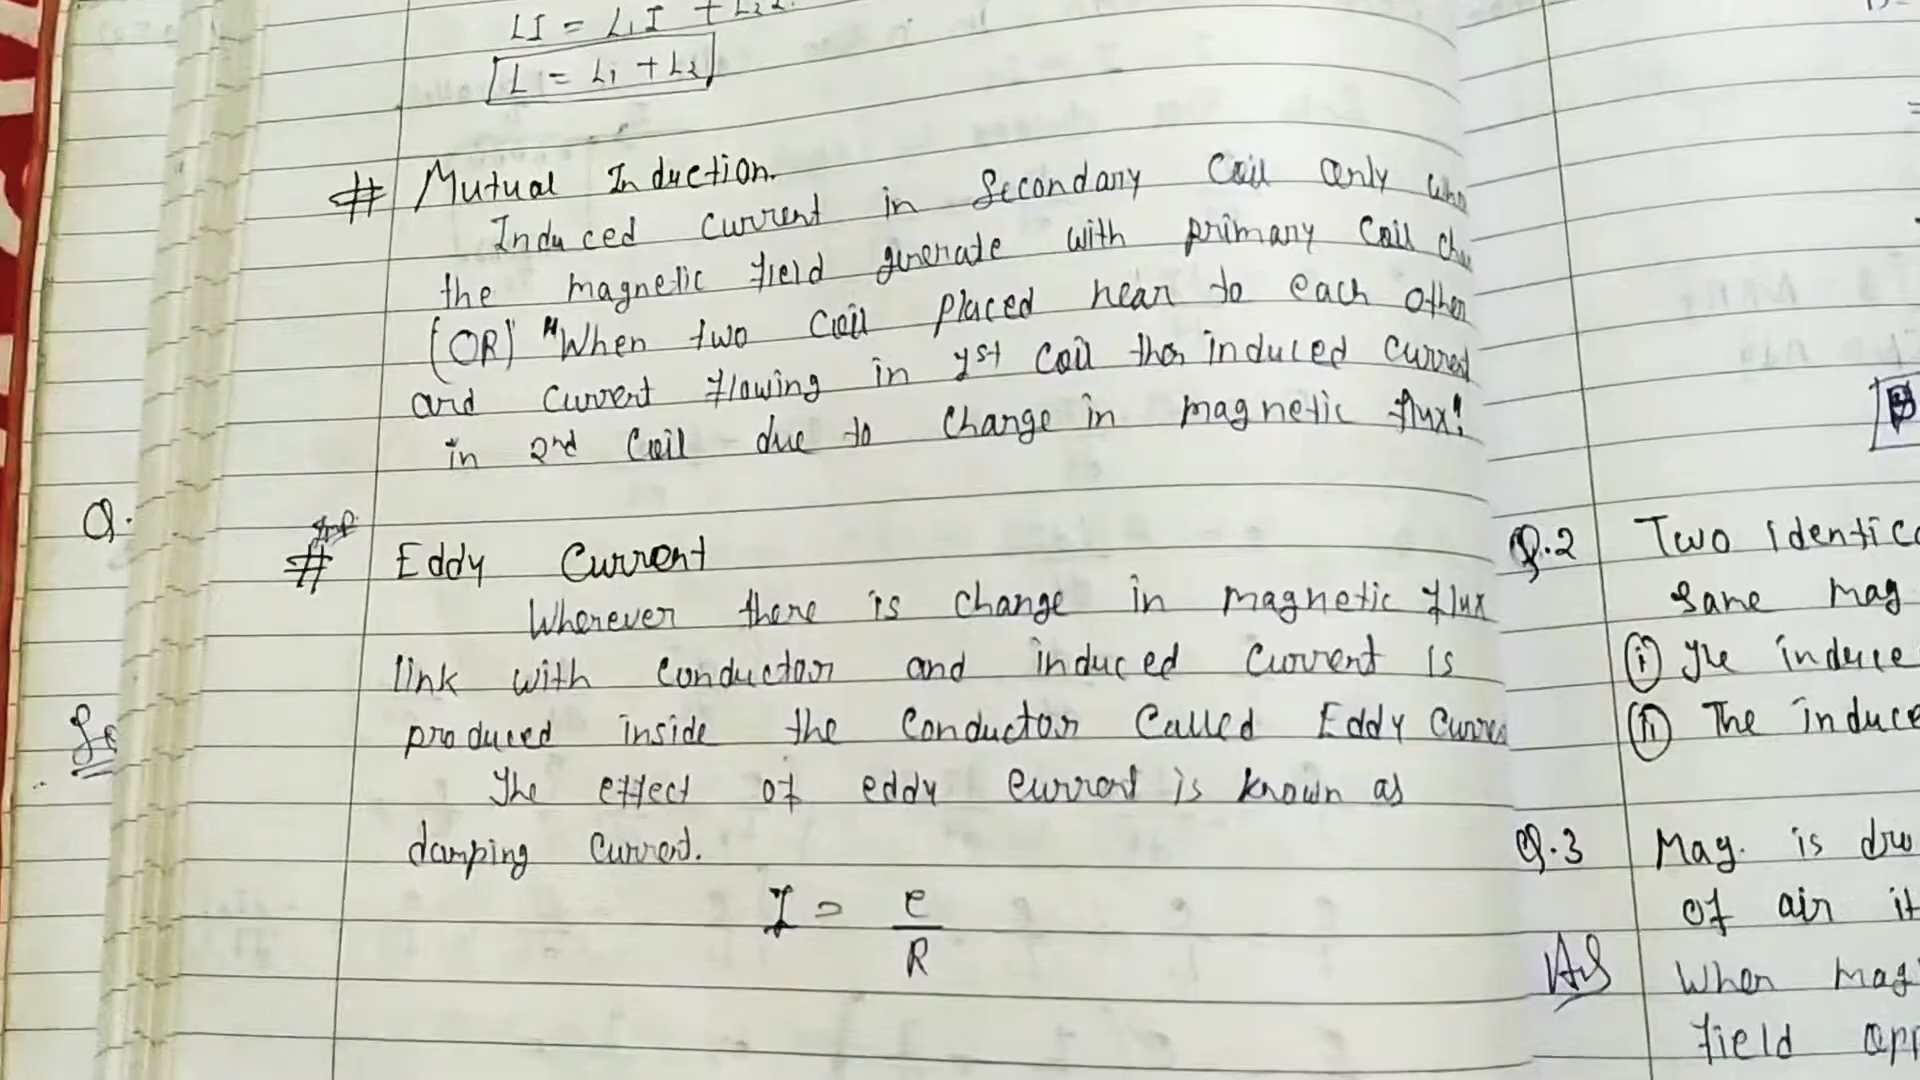 LI = L1I + L2I
L = L1 + L2
# Mutual Induction.
Induced current in Secondary Coil only
the magnetic field generate with primary Coil
(OR) "When two Coil placed near to each other
and current flowing in Ist Coil then induced current
in 2nd Coil due to change in magnetic flux"
Q.
Imp
# Eddy Current
Wherever there is change in magnetic flux
link with conductor and induced current is
produced inside the conductor Called Eddy
The effect of eddy current is known as
damping current.
I = e/R
Q.2 Two
Same mag
(i) The induce
(ii) The induce
Q.3 Mag. is
of air it
Ans When mag
field